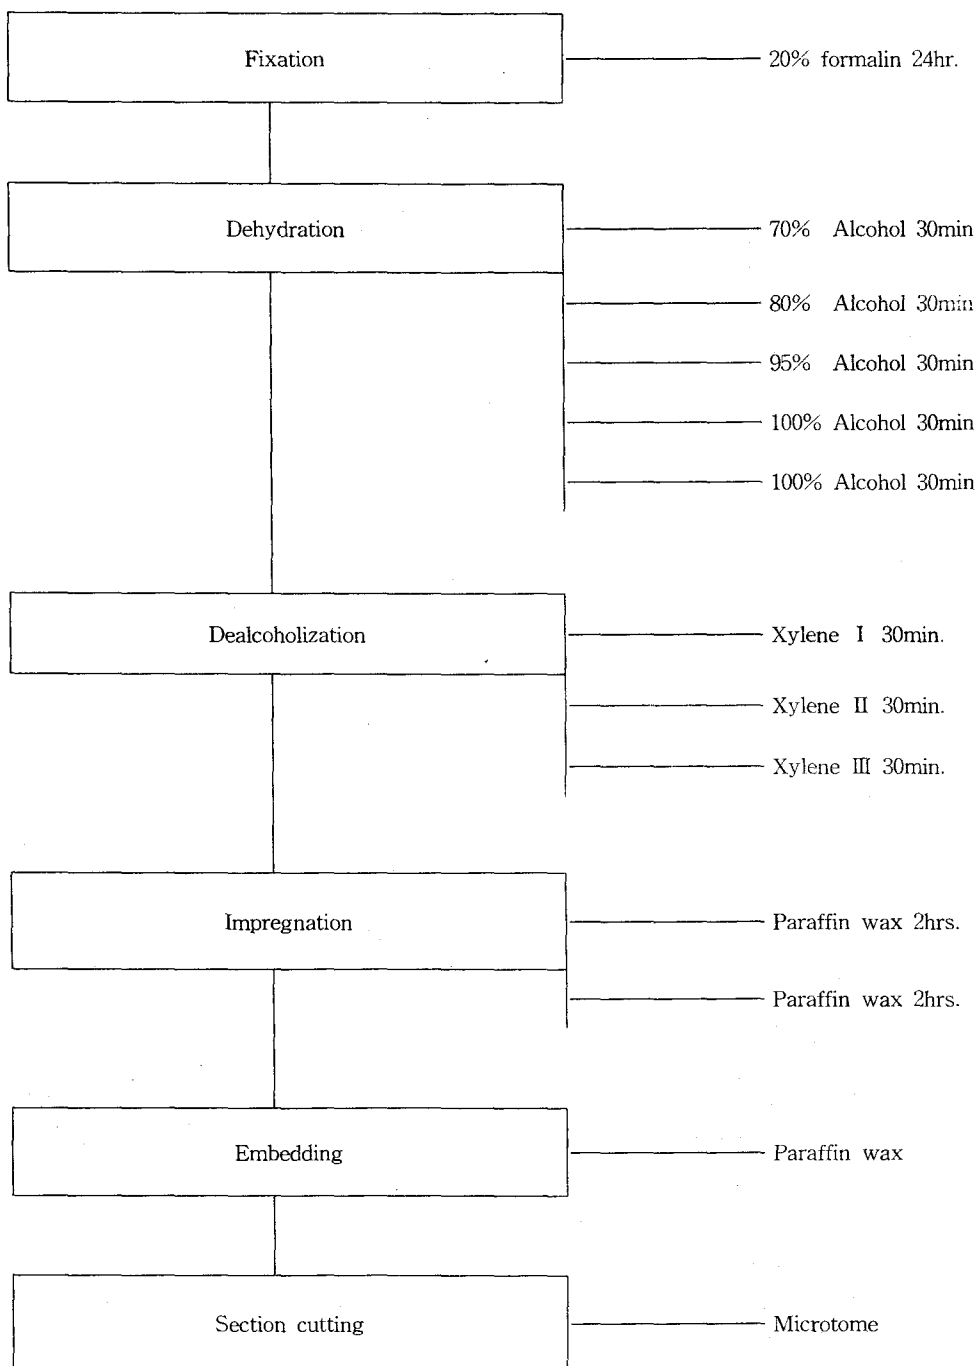 Fixation 20% formalin 24hr.
Dehydration 70% Alcohol 30min
80% Alcohol 30min
95% Alcohol 30min
100% Alcohol 30min
100% Alcohol 30min
Dealcoholization Xylene I 30min.
Xylene II 30min.
Xylene III 30min.
Impregnation Paraffin wax 2hrs.
Paraffin wax 2hrs.
Embedding Paraffin wax
Section cutting Microtome